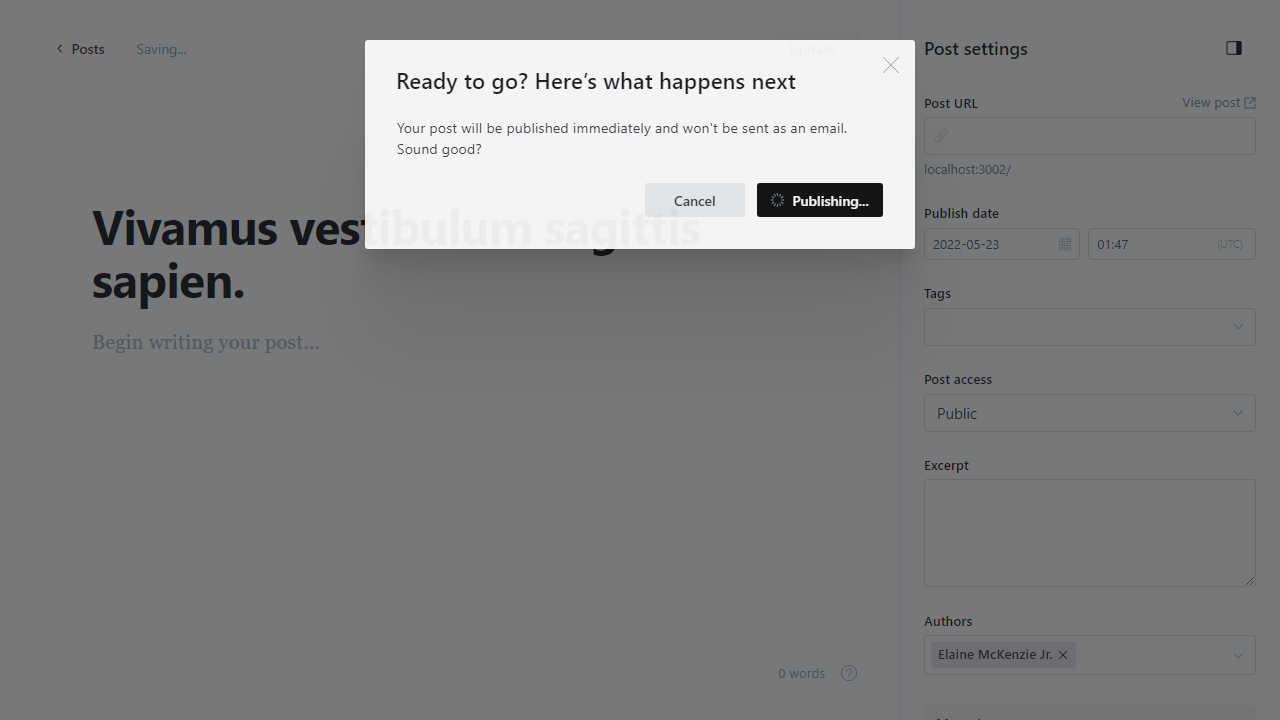 Posts
Saving...
Update
Ready to go? Here's what happens next
Your post will be published immediately and won't be sent as an email.
Sound good?
Cancel
Publishing...
Vivamus vestibulum sagittis
sapien.
Begin writing your post...
0 words
?
Post settings
Post URL
View post
localhost:3002/
Publish date
2022-05-23
01:47
(UTC)
Tags
Post access
Public
Excerpt
Authors
Elaine McKenzie Jr.